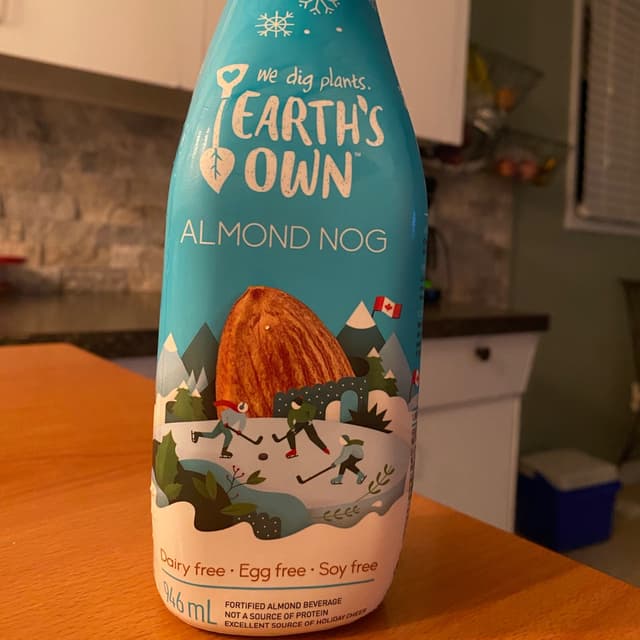 we dig plants.
EARTH'S
OWN™
ALMOND NOG
Dairy free · Egg free · Soy free
946 mL
FORTIFIED ALMOND BEVERAGE
NOT A SOURCE OF PROTEIN
EXCELLENT SOURCE OF HOLIDAY CHEER